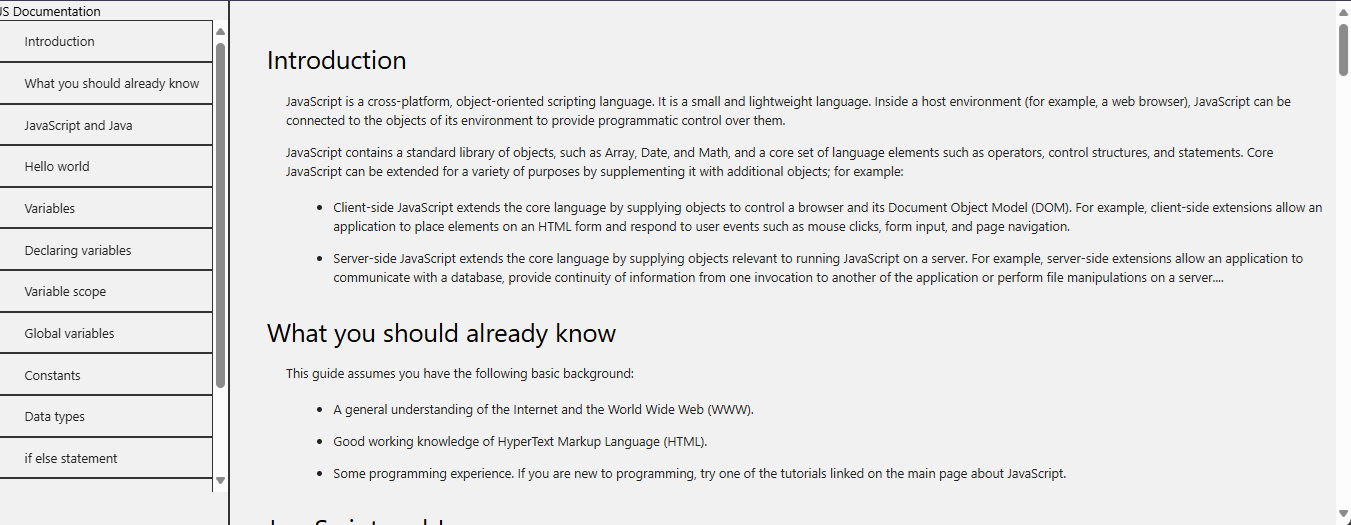 JS Documentation
Introduction
What you should already know
JavaScript and Java
Hello world
Variables
Declaring variables
Variable scope
Global variables
Constants
Data types
if else statement
Introduction
JavaScript is a cross-platform, object-oriented scripting language. It is a small and lightweight language. Inside a host environment (for example, a web browser), JavaScript can be
connected to the objects of its environment to provide programmatic control over them.
JavaScript contains a standard library of objects, such as Array, Date, and Math, and a core set of language elements such as operators, control structures, and statements. Core
JavaScript can be extended for a variety of purposes by supplementing it with additional objects; for example:
• Client-side JavaScript extends the core language by supplying objects to control a browser and its Document Object Model (DOM). For example, client-side extensions allow an
application to place elements on an HTML form and respond to user events such as mouse clicks, form input, and page navigation.
• Server-side JavaScript extends the core language by supplying objects relevant to running JavaScript on a server. For example, server-side extensions allow an application to
communicate with a database, provide continuity of information from one invocation to another of the application or perform file manipulations on a server....
What you should already know
This guide assumes you have the following basic background:
• A general understanding of the Internet and the World Wide Web (WWW).
• Good working knowledge of HyperText Markup Language (HTML).
• Some programming experience. If you are new to programming, try one of the tutorials linked on the main page about JavaScript.